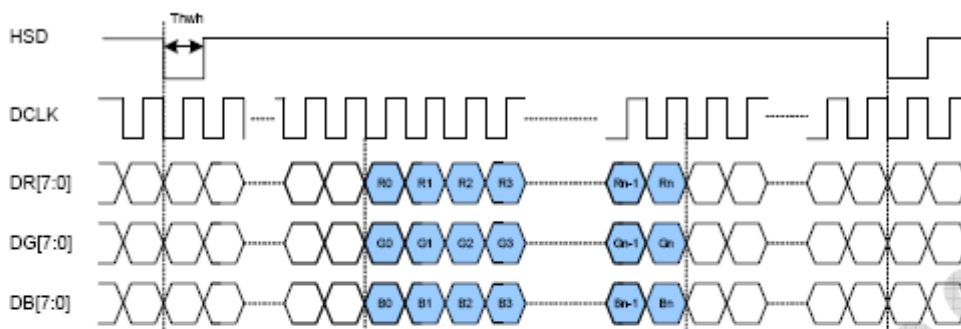 Thwh
HSD
DCLK
DR[7:0] R0 R1 R2 R3 Rn-1 Rn
DG[7:0] G0 G1 G2 G3 Gn-1 Gn
DB[7:0] B0 B1 B2 B3 Bn-1 Bn